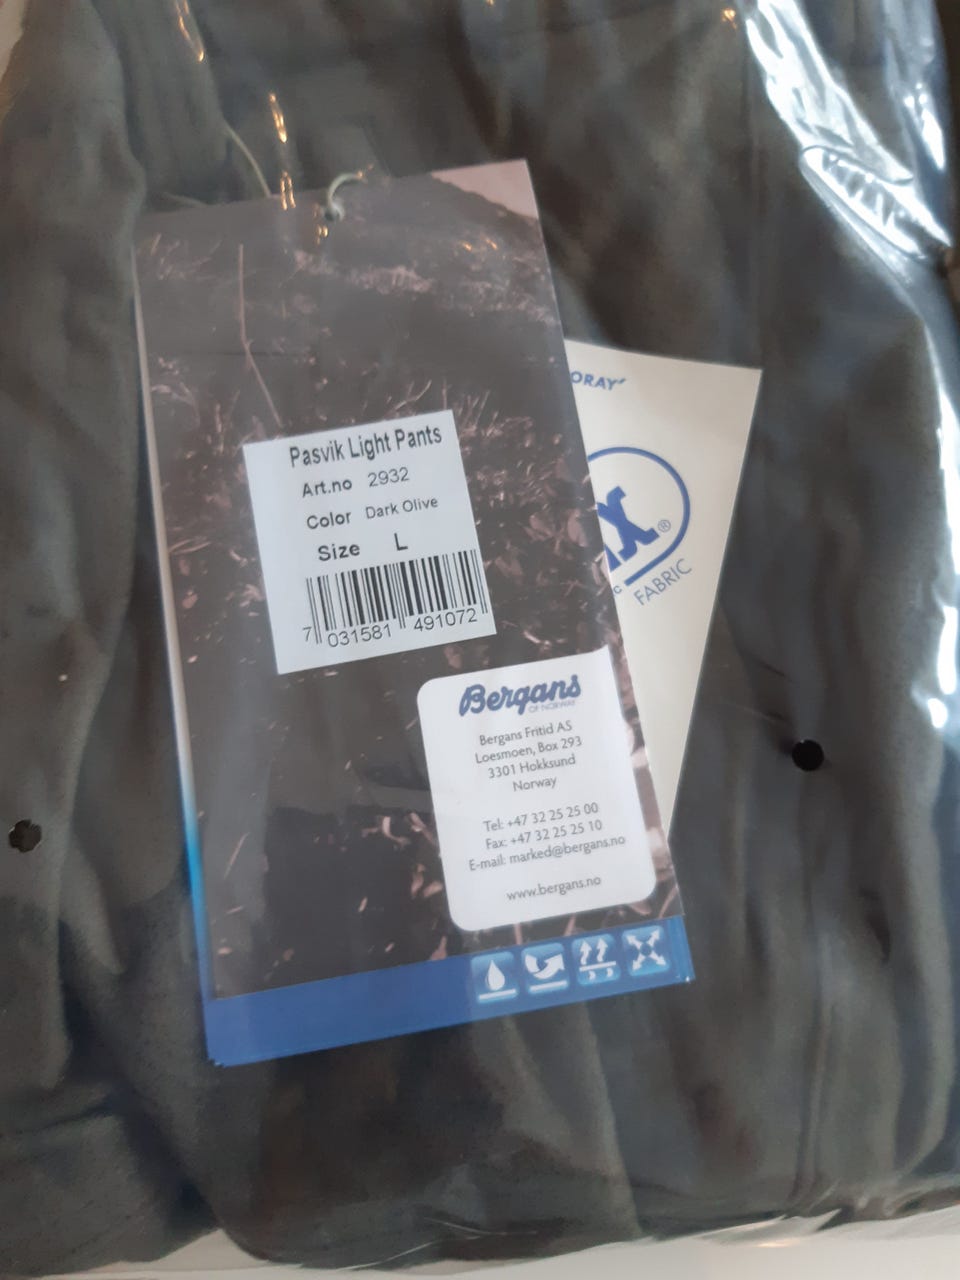 Pasvik Light Pants
Art.no 2932
Color Dark Olive
Size L
7 031581 491072
Bergans
OF NORWAY
Bergans Fritid AS
Loesmoen, Box 293
3301 Hokksund
Norway
Tel: +47 32 25 25 00
Fax: +47 32 25 25 10
E-mail: marked@bergans.no
www.bergans.no
ORAY
x®
FABRIC